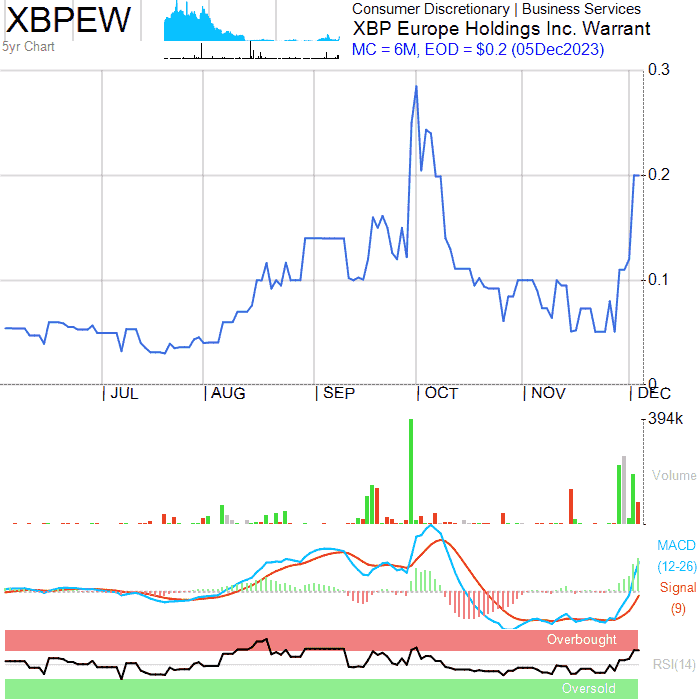 XBPEW
Consumer Discretionary | Business Services
XBP Europe Holdings Inc. Warrant
5yr Chart
MC = 6M, EOD = $0.2 (05Dec2023)
0.3
0.2
0.1
0
| JUL | AUG | SEP | OCT | NOV | DEC
394k
Volume
MACD
(12-26)
Signal
(9)
Overbought
RSI(14)
Oversold